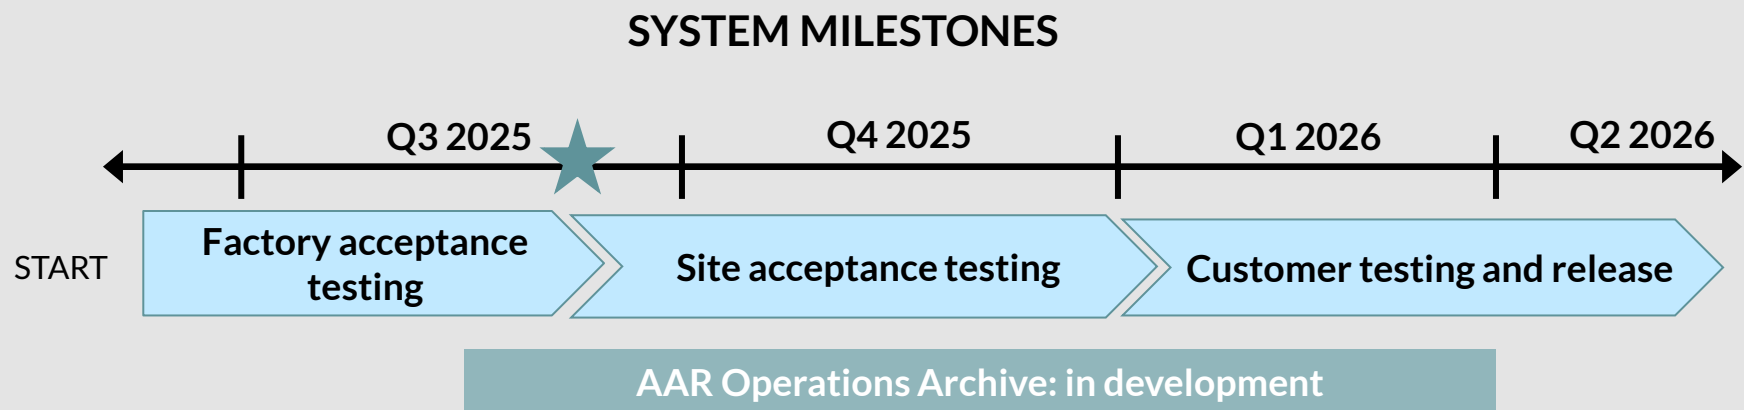 SYSTEM MILESTONES
Q3 2025
Q4 2025
Q1 2026
Q2 2026
START
Factory acceptance
testing
Site acceptance testing
Customer testing and release
AAR Operations Archive: in development